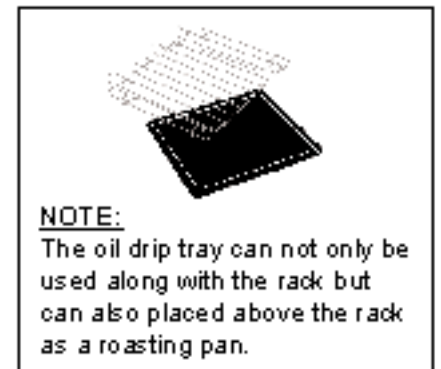 NOTE:
The oil drip tray can not only be
used along with the rack but
can also placed above the rack
as a roasting pan.